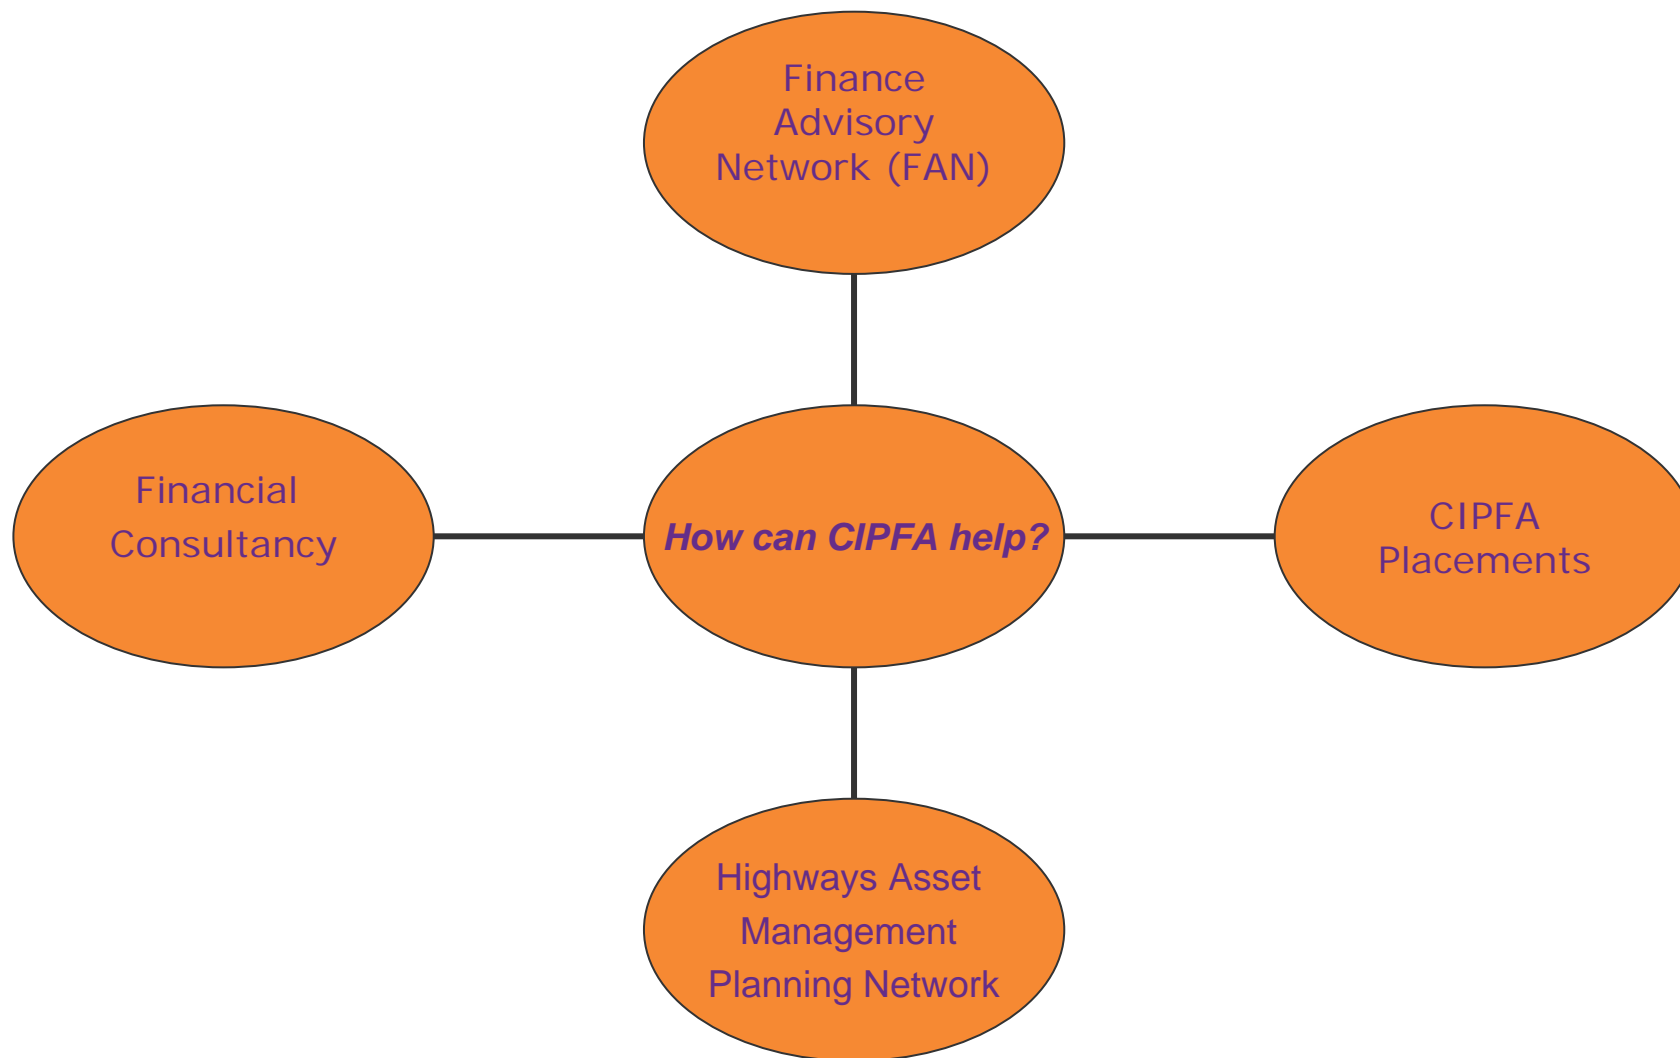 Finance
Advisory
Network (FAN)
Financial
Consultancy
How can CIPFA help?
CIPFA
Placements
Highways Asset
Management
Planning Network